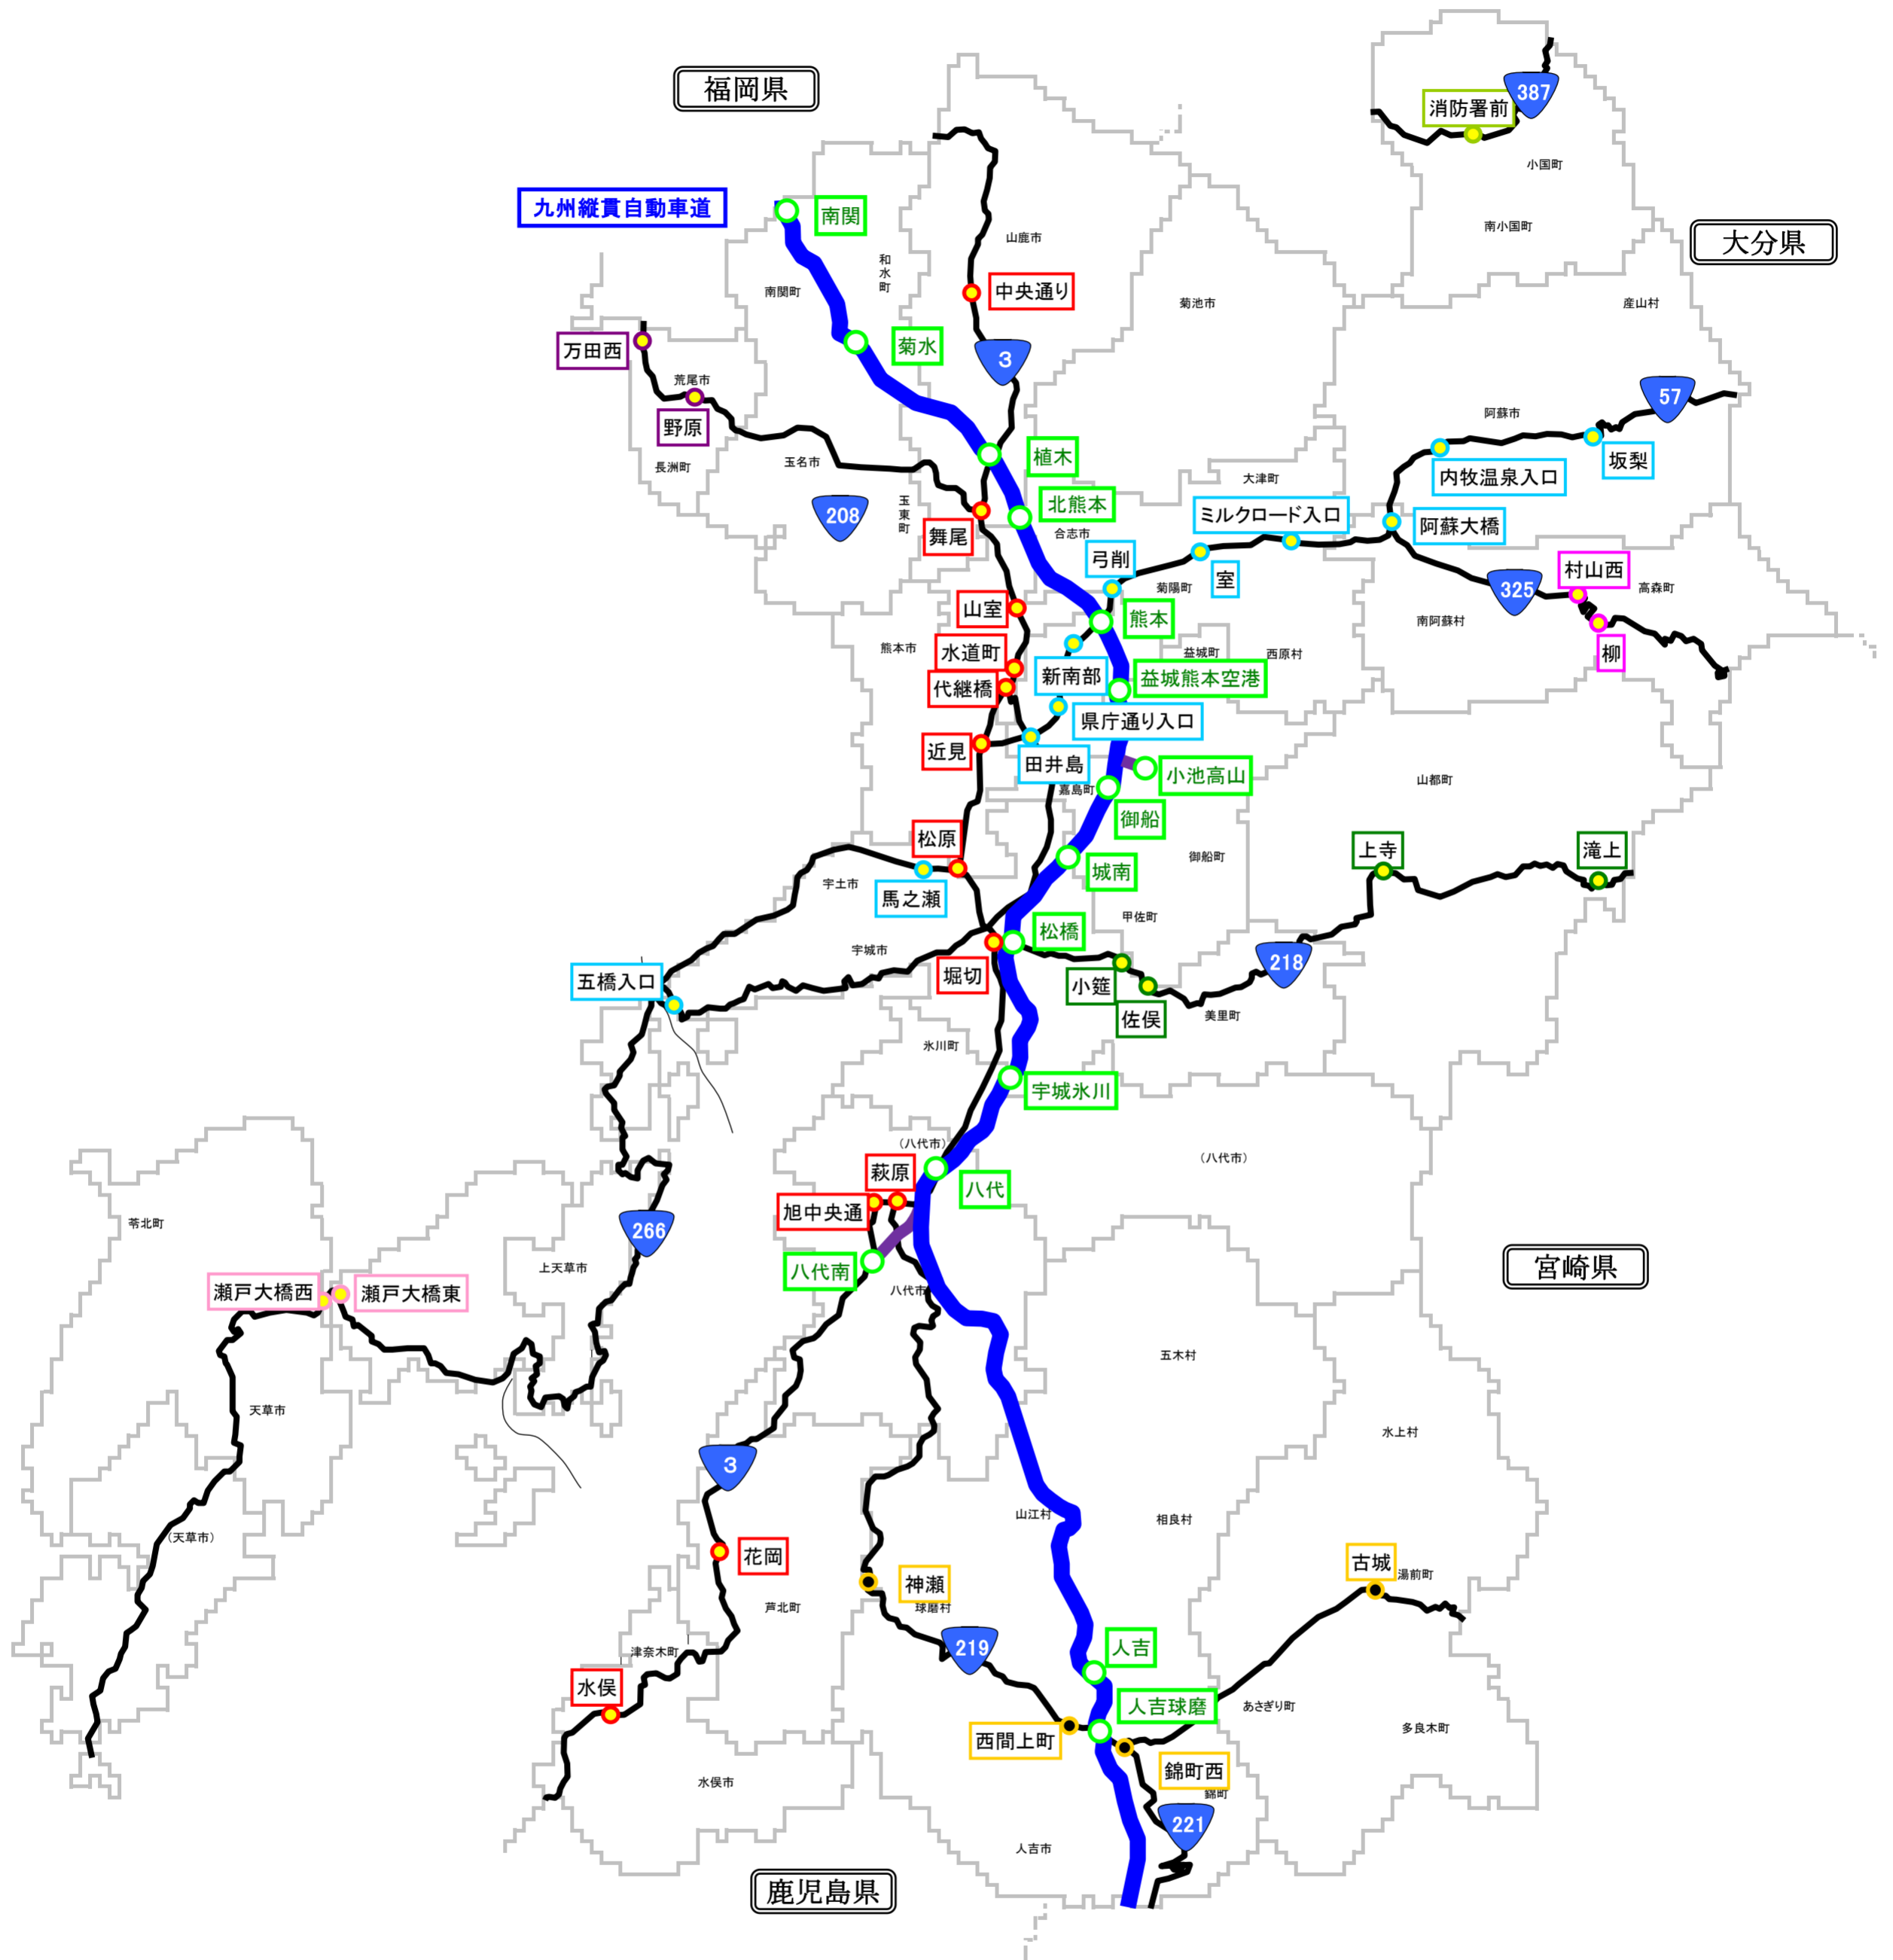 福岡県
387
消防署前
小国町
九州縦貫自動車道
南関
山鹿市
南小国町
大分県
和水町
南関町
中央通り
菊池市
産山村
万田西
菊水
3
荒尾市
57
阿蘇市
野原
長洲町
玉名市
植木
坂梨
内牧温泉入口
大津町
208
玉東町
北熊本
ミルクロード入口
阿蘇大橋
舞尾
合志市
弓削
室
村山西
菊陽町
325
高森町
山室
熊本
南阿蘇村
熊本市
水道町
益城町
西原村
柳
新南部
益城熊本空港
代継橋
県庁通り入口
近見
田井島
小池高山
山都町
嘉島町
御船
松原
上寺
滝上
御船町
城南
宇土市
馬之瀬
甲佐町
松橋
宇城市
堀切
218
五橋入口
小筵
佐俣
美里町
氷川町
宇城氷川
(八代市)
(八代市)
萩原
八代
苓北町
旭中央通
266
上天草市
八代南
宮崎県
瀬戸大橋西
瀬戸大橋東
八代市
五木村
天草市
水上村
3
山江村
相良村
(天草市)
花岡
古城
湯前町
神瀬
球磨村
芦北町
219
人吉
津奈木町
水俣
人吉球磨
あさぎり町
西間上町
多良木町
錦町西
水俣市
錦町
221
人吉市
鹿児島県